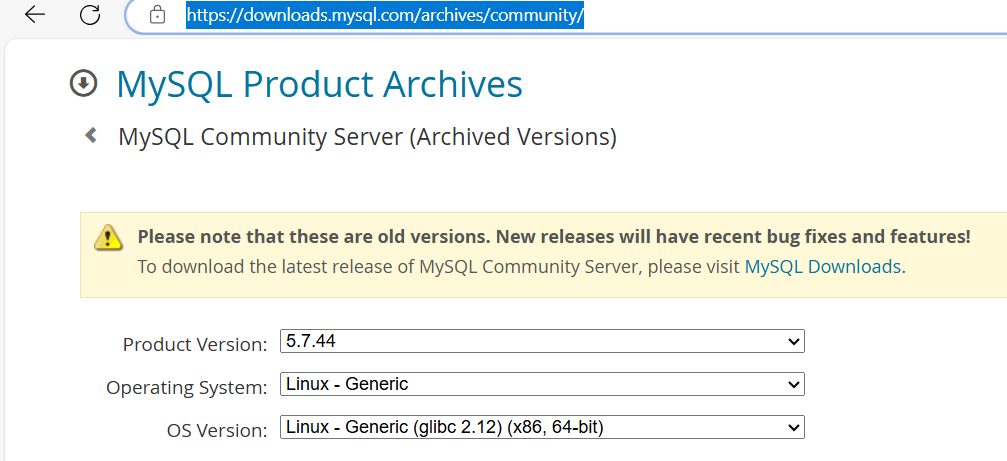 https://downloads.mysql.com/archives/community/
MySQL Product Archives
MySQL Community Server (Archived Versions)
Please note that these are old versions. New releases will have recent bug fixes and features!
To download the latest release of MySQL Community Server, please visit MySQL Downloads.
Product Version: 5.7.44
Operating System: Linux - Generic
OS Version: Linux - Generic (glibc 2.12) (x86, 64-bit)